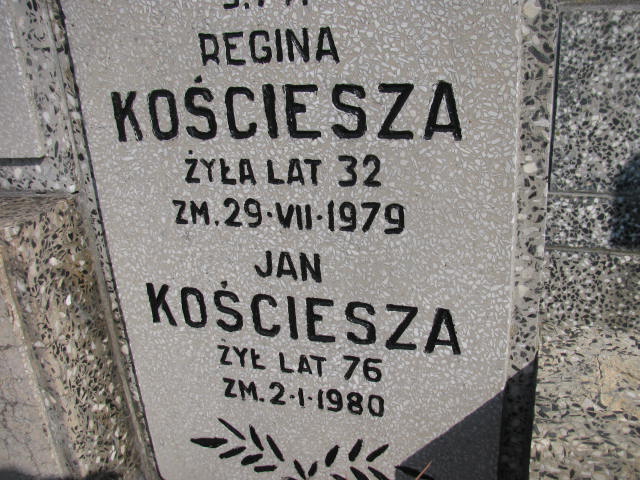 REGINA
KOŚCIESZA
ŻYŁA LAT 32
ZM. 29·VII·1979
JAN
KOŚCIESZA
ŻYŁ LAT 76
ZM. 2·I·1980